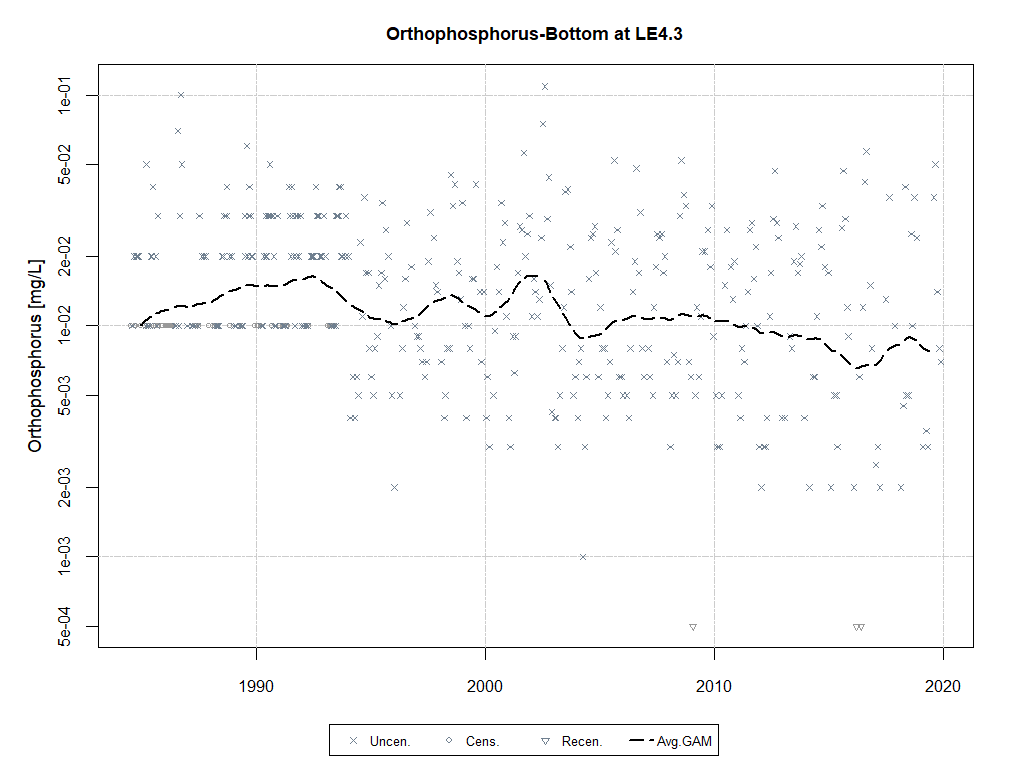 Orthophosphorus-Bottom at LE4.3
Orthophosphorus [mg/L]
1e-01
5e-02
2e-02
1e-02
5e-03
2e-03
1e-03
5e-04
1990 2000 2010 2020
Uncen. Cens. Recen. Avg.GAM